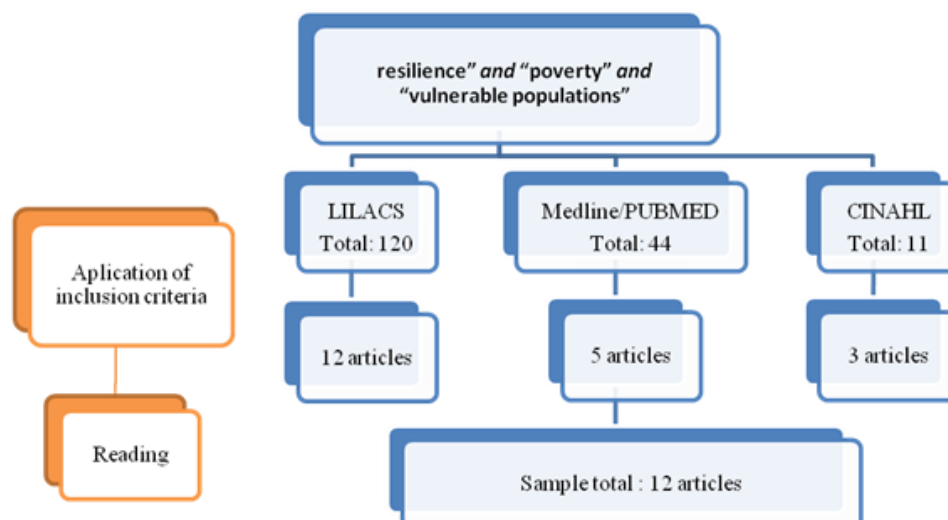 resilience” and “poverty” and
“vulnerable populations”
LILACS
Total: 120
Medline/PUBMED
Total: 44
CINAHL
Total: 11
Aplication of
inclusion criteria
12 articles
5 articles
3 articles
Reading
Sample total : 12 articles